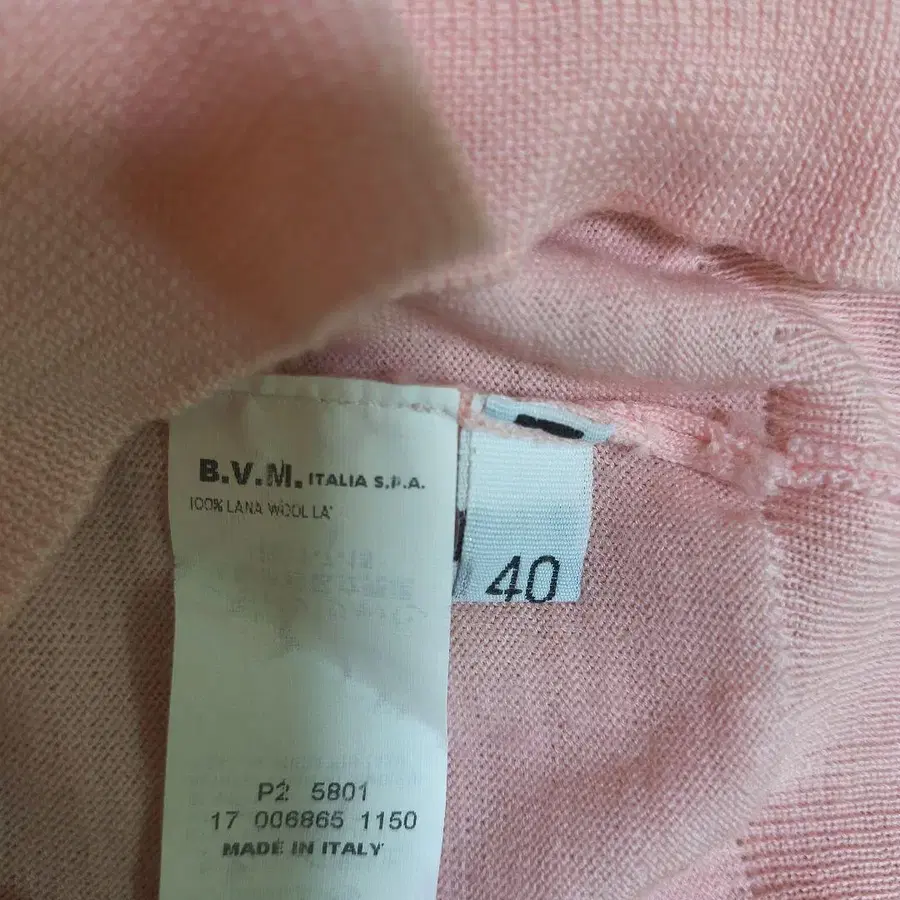 B.V.M. ITALIA S.P.A.
100% LANA WOOL LA
40
P2 5801
17 006865 1150
MADE IN ITALY